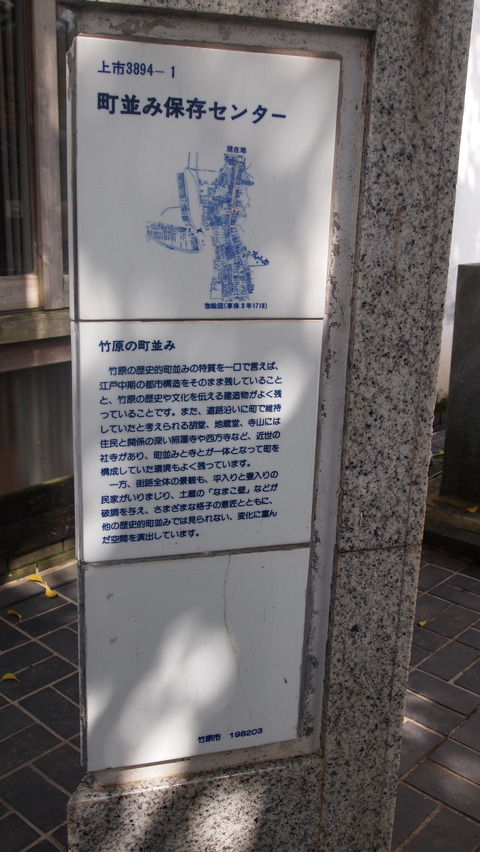 上市3894-1
町並み保存センター
現在地
惣絵図(享保3年1718)
竹原の町並み
竹原の歴史的町並みの特質を一口で言えば、
江戸中期の都市構造をそのまま残していること
と、竹原の歴史や文化を伝える建造物がよく残
っていることです。また、道路沿いに町で維持
していたと考えられる胡堂、地蔵堂、寺山には
住民と関係の深い照蓮寺や西方寺など、近世の
社寺があり、町並みと寺とが一体となって町を
構成していた環境もよく残っています。
一方、街路全体の景観も、平入りと妻入りの
民家がいりまじり、土蔵の「なまこ壁」などが
破調を与え、さまざまな格子の意匠とともに、
他の歴史的町並みでは見られない、変化に富ん
だ空間を演出しています。
竹原市 198203